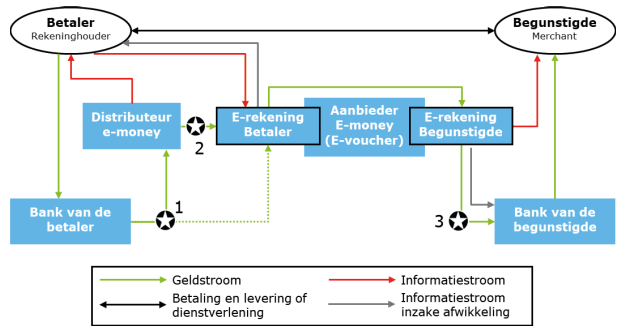 Betaler
Rekeninghouder
Begunstigde
Merchant
Distributeur
e-money
2
E-rekening
Betaler
Aanbieder
E-money
(E-voucher)
E-rekening
Begunstigde
Bank van de
betaler
1
3
Bank van de
begunstigde
Geldstroom
Informatiestroom
Betaling en levering of
dienstverlening
Informatiestroom
inzake afwikkeling